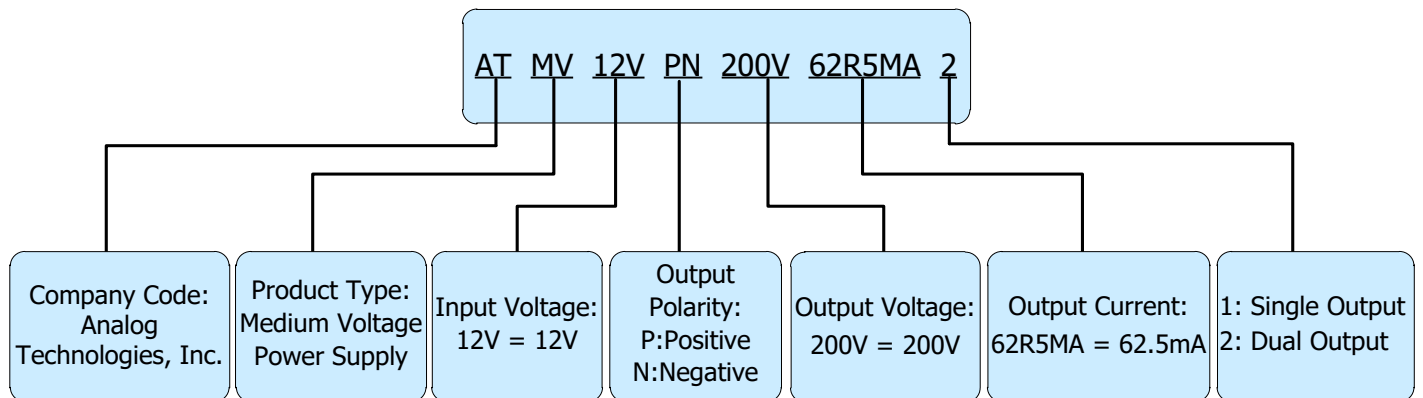 AT MV 12V PN 200V 62R5MA 2
Company Code:
Analog
Technologies, Inc.
Product Type:
Medium Voltage
Power Supply
Input Voltage:
12V = 12V
Output
Polarity:
P:Positive
N:Negative
Output Voltage:
200V = 200V
Output Current:
62R5MA = 62.5mA
1: Single Output
2: Dual Output